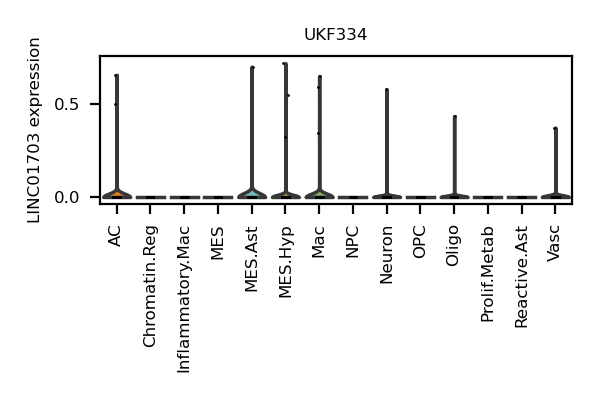 UKF334
LINC01703 expression
0.5
0.0
AC
Chromatin.Reg
Inflammatory.Mac
MES
MES.Ast
MES.Hyp
Mac
NPC
Neuron
OPC
Oligo
Prolif.Metab
Reactive.Ast
Vasc